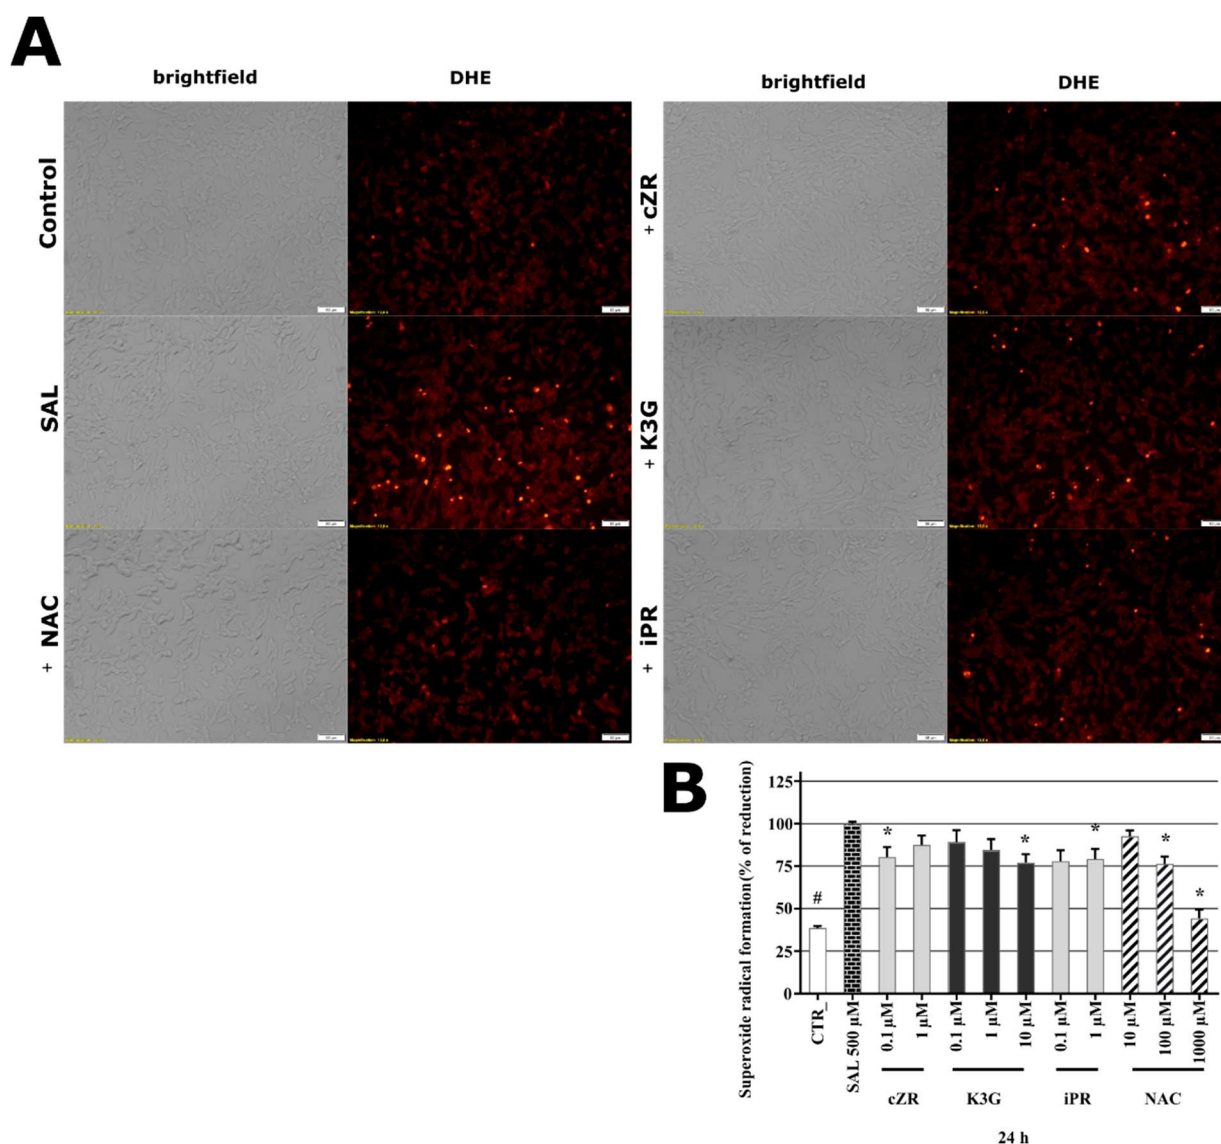 A
brightfield DHE brightfield DHE
Control
+ cZR
SAL
+ K3G
+ NAC
+ iPR
B
Superoxide radical formation(% of reduction)
125
100
75
50
25
0
#
*
*
*
*
*
CTR_
SAL 500 µM
0.1 µM
1 µM
0.1 µM
1 µM
10 µM
0.1 µM
1 µM
10 µM
100 µM
1000 µM
cZR K3G iPR NAC
24 h